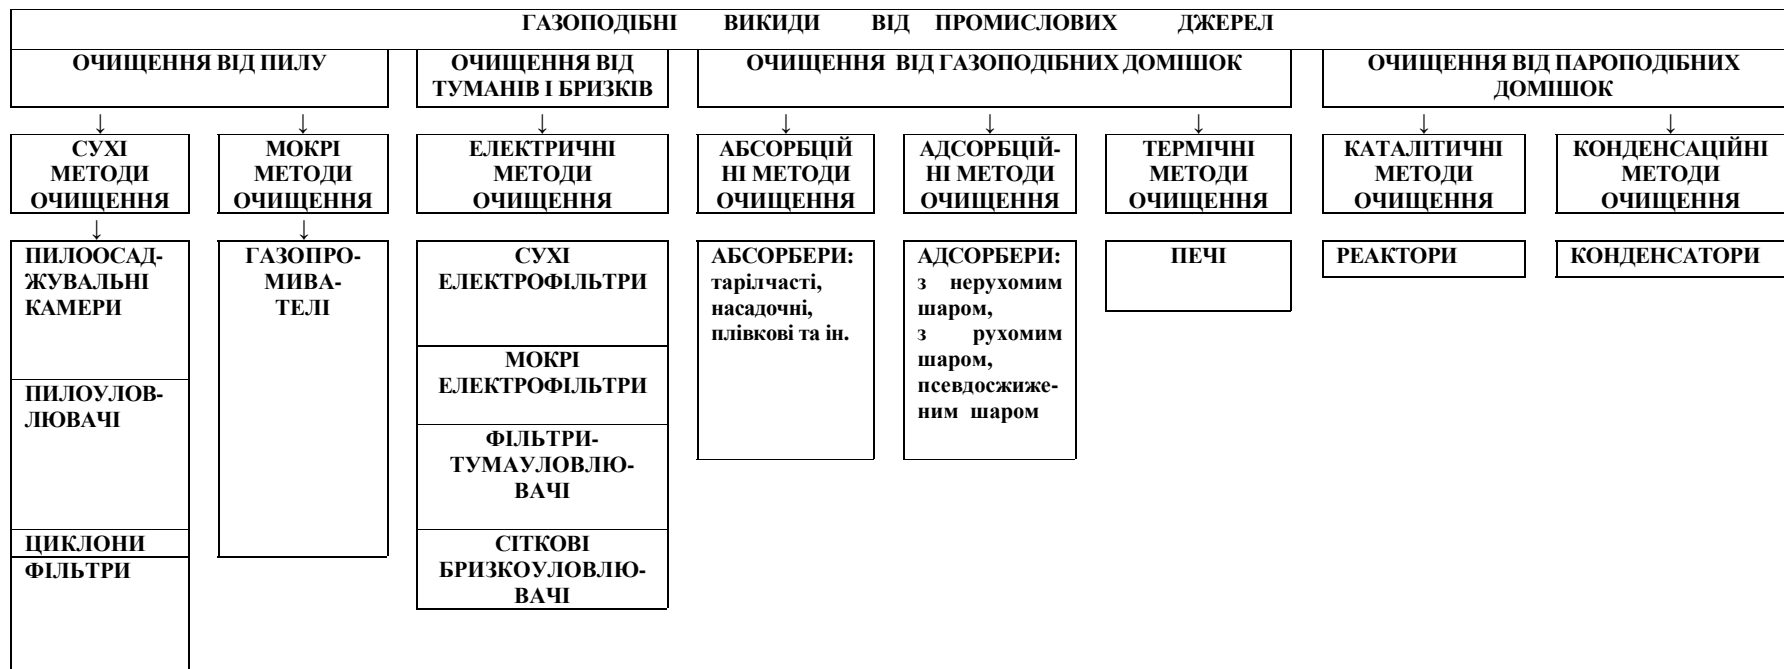 ГАЗОПОДІБНІ ВИКИДИ ВІД ПРОМИСЛОВИХ ДЖЕРЕЛ
ОЧИЩЕННЯ ВІД ПИЛУ
ОЧИЩЕННЯ ВІД
ТУМАНІВ І БРИЗКІВ
ОЧИЩЕННЯ ВІД ГАЗОПОДІБНИХ ДОМІШОК
ОЧИЩЕННЯ ВІД ПАРОПОДІБНИХ
ДОМІШОК
↓ ↓ ↓ ↓ ↓ ↓ ↓ ↓
СУХІ
МЕТОДИ
ОЧИЩЕННЯ
МОКРІ
МЕТОДИ
ОЧИЩЕННЯ
ЕЛЕКТРИЧНІ
МЕТОДИ
ОЧИЩЕННЯ
АБСОРБЦІЙ
НІ МЕТОДИ
ОЧИЩЕННЯ
АДСОРБЦІЙ-
НІ МЕТОДИ
ОЧИЩЕННЯ
ТЕРМІЧНІ
МЕТОДИ
ОЧИЩЕННЯ
КАТАЛІТИЧНІ
МЕТОДИ
ОЧИЩЕННЯ
КОНДЕНСАЦІЙНІ
МЕТОДИ
ОЧИЩЕННЯ
↓ ↓
ПИЛООСАД-
ЖУВАЛЬНІ
КАМЕРИ
ПИЛОУЛОВ-
ЛЮВАЧІ
ЦИКЛОНИ
ФІЛЬТРИ
ГАЗОПРО-
МИВА-
ТЕЛІ
СУХІ
ЕЛЕКТРОФІЛЬТРИ
МОКРІ
ЕЛЕКТРОФІЛЬТРИ
ФІЛЬТРИ-
ТУМАУЛОВЛЮ-
ВАЧІ
СІТКОВІ
БРИЗКОУЛОВЛЮ-
ВАЧІ
АБСОРБЕРИ:
тарілчасті,
насадочні,
плівкові та ін.
АДСОРБЕРИ:
з нерухомим
шаром,
з рухомим
шаром,
псевдосжиже-
ним шаром
ПЕЧІ
РЕАКТОРИ
КОНДЕНСАТОРИ